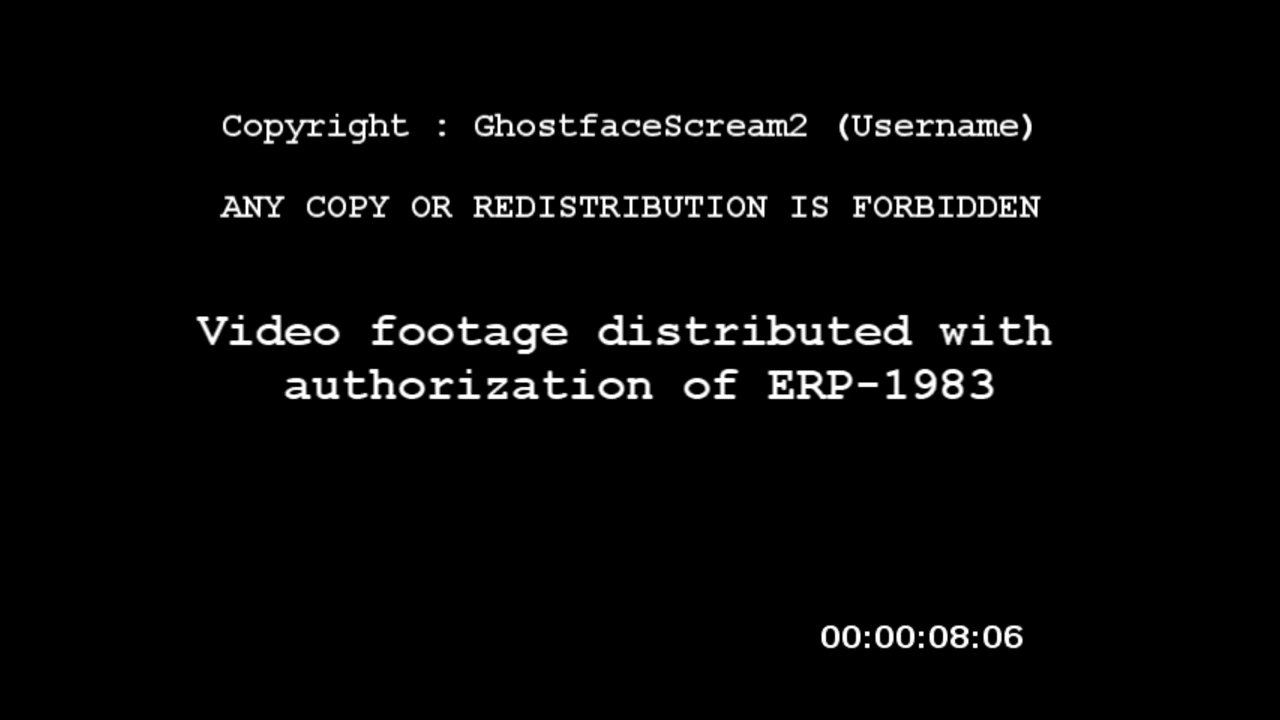 Copyright : GhostfaceScream2 (Username)
ANY COPY OR REDISTRIBUTION IS FORBIDDEN
Video footage distributed with
authorization of ERP-1983
00:00:08:06